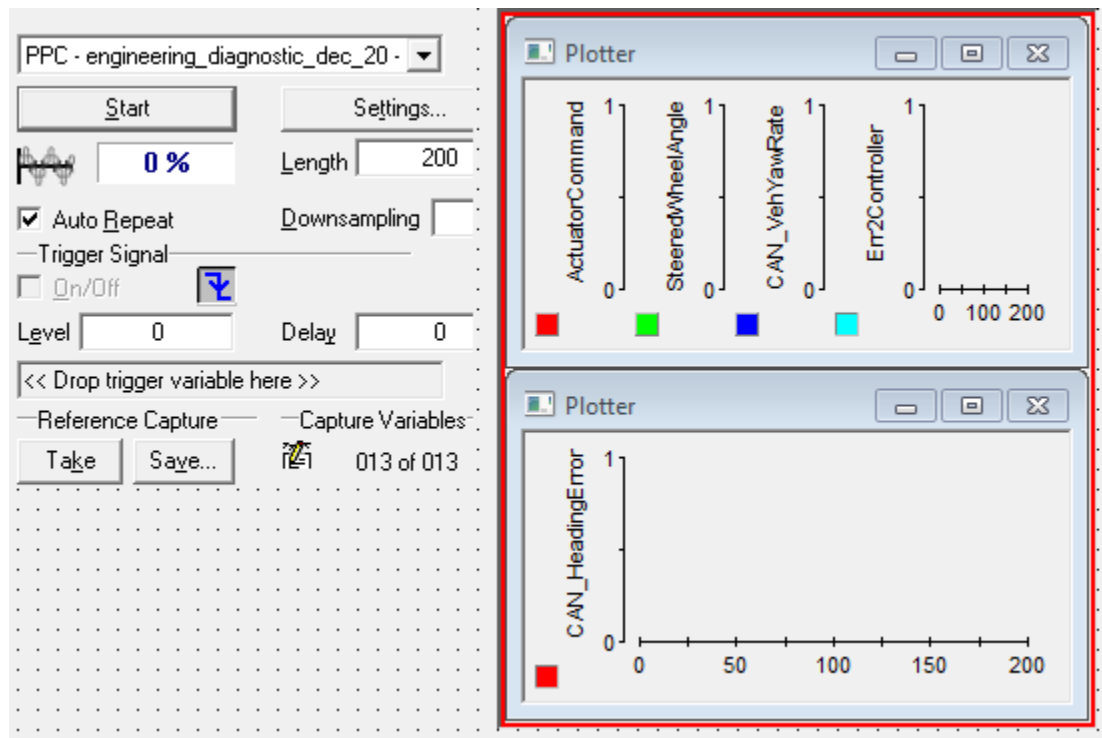 PPC - engineering_diagnostic_dec_20 -
Start
Settings...
0 %
Length 200
Auto Repeat
Downsampling
Trigger Signal
On/Off
Level 0
Delay 0
<< Drop trigger variable here >>
Reference Capture
Capture Variables
Take
Save...
013 of 013
Plotter
ActuatorCommand
1
0
SteeredWheelAngle
1
0
CAN_VehYawRate
1
0
Err2Controller
1
0
0 100 200
Plotter
CAN_HeadingError
1
0
0 50 100 150 200